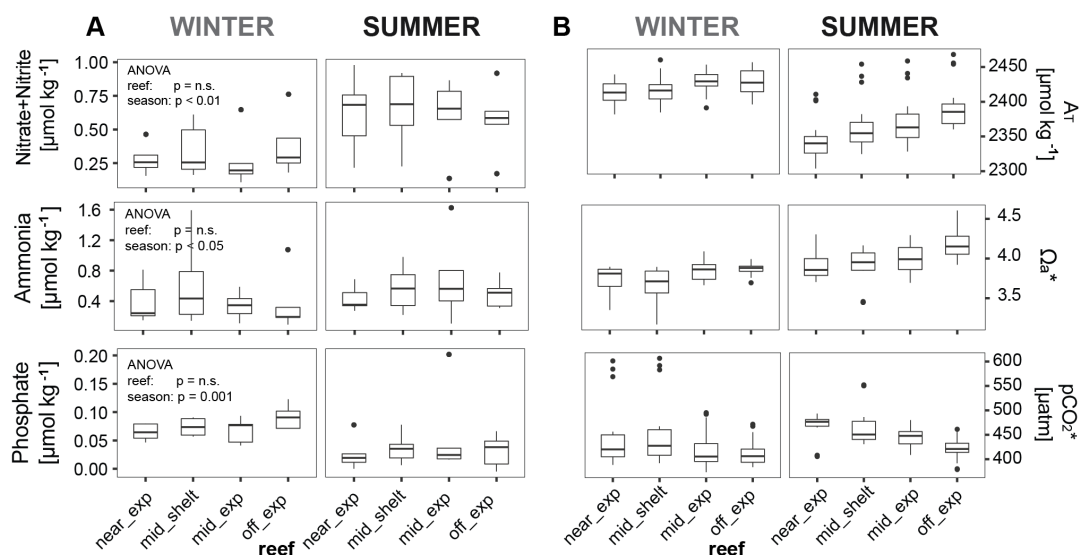 A WINTER SUMMER
Nitrate+Nitrite
[µmol kg⁻¹]
1.00
0.75
0.50
0.25
ANOVA
reef: p = n.s.
season: p < 0.01
Ammonia
[µmol kg⁻¹]
1.6
1.2
0.8
0.4
ANOVA
reef: p = n.s.
season: p < 0.05
Phosphate
[µmol kg⁻¹]
0.20
0.15
0.10
0.05
0.00
ANOVA
reef: p = n.s.
season: p = 0.001
near_exp mid_shelt mid_exp off_exp near_exp mid_shelt mid_exp off_exp
reef
B WINTER SUMMER
2450
2400
2350
2300
Aᴛ
[µmol kg⁻¹]
4.5
4.0
3.5
Ωa*
600
550
500
450
400
pCO₂*
[µatm]
near_exp mid_shelt mid_exp off_exp near_exp mid_shelt mid_exp off_exp
reef